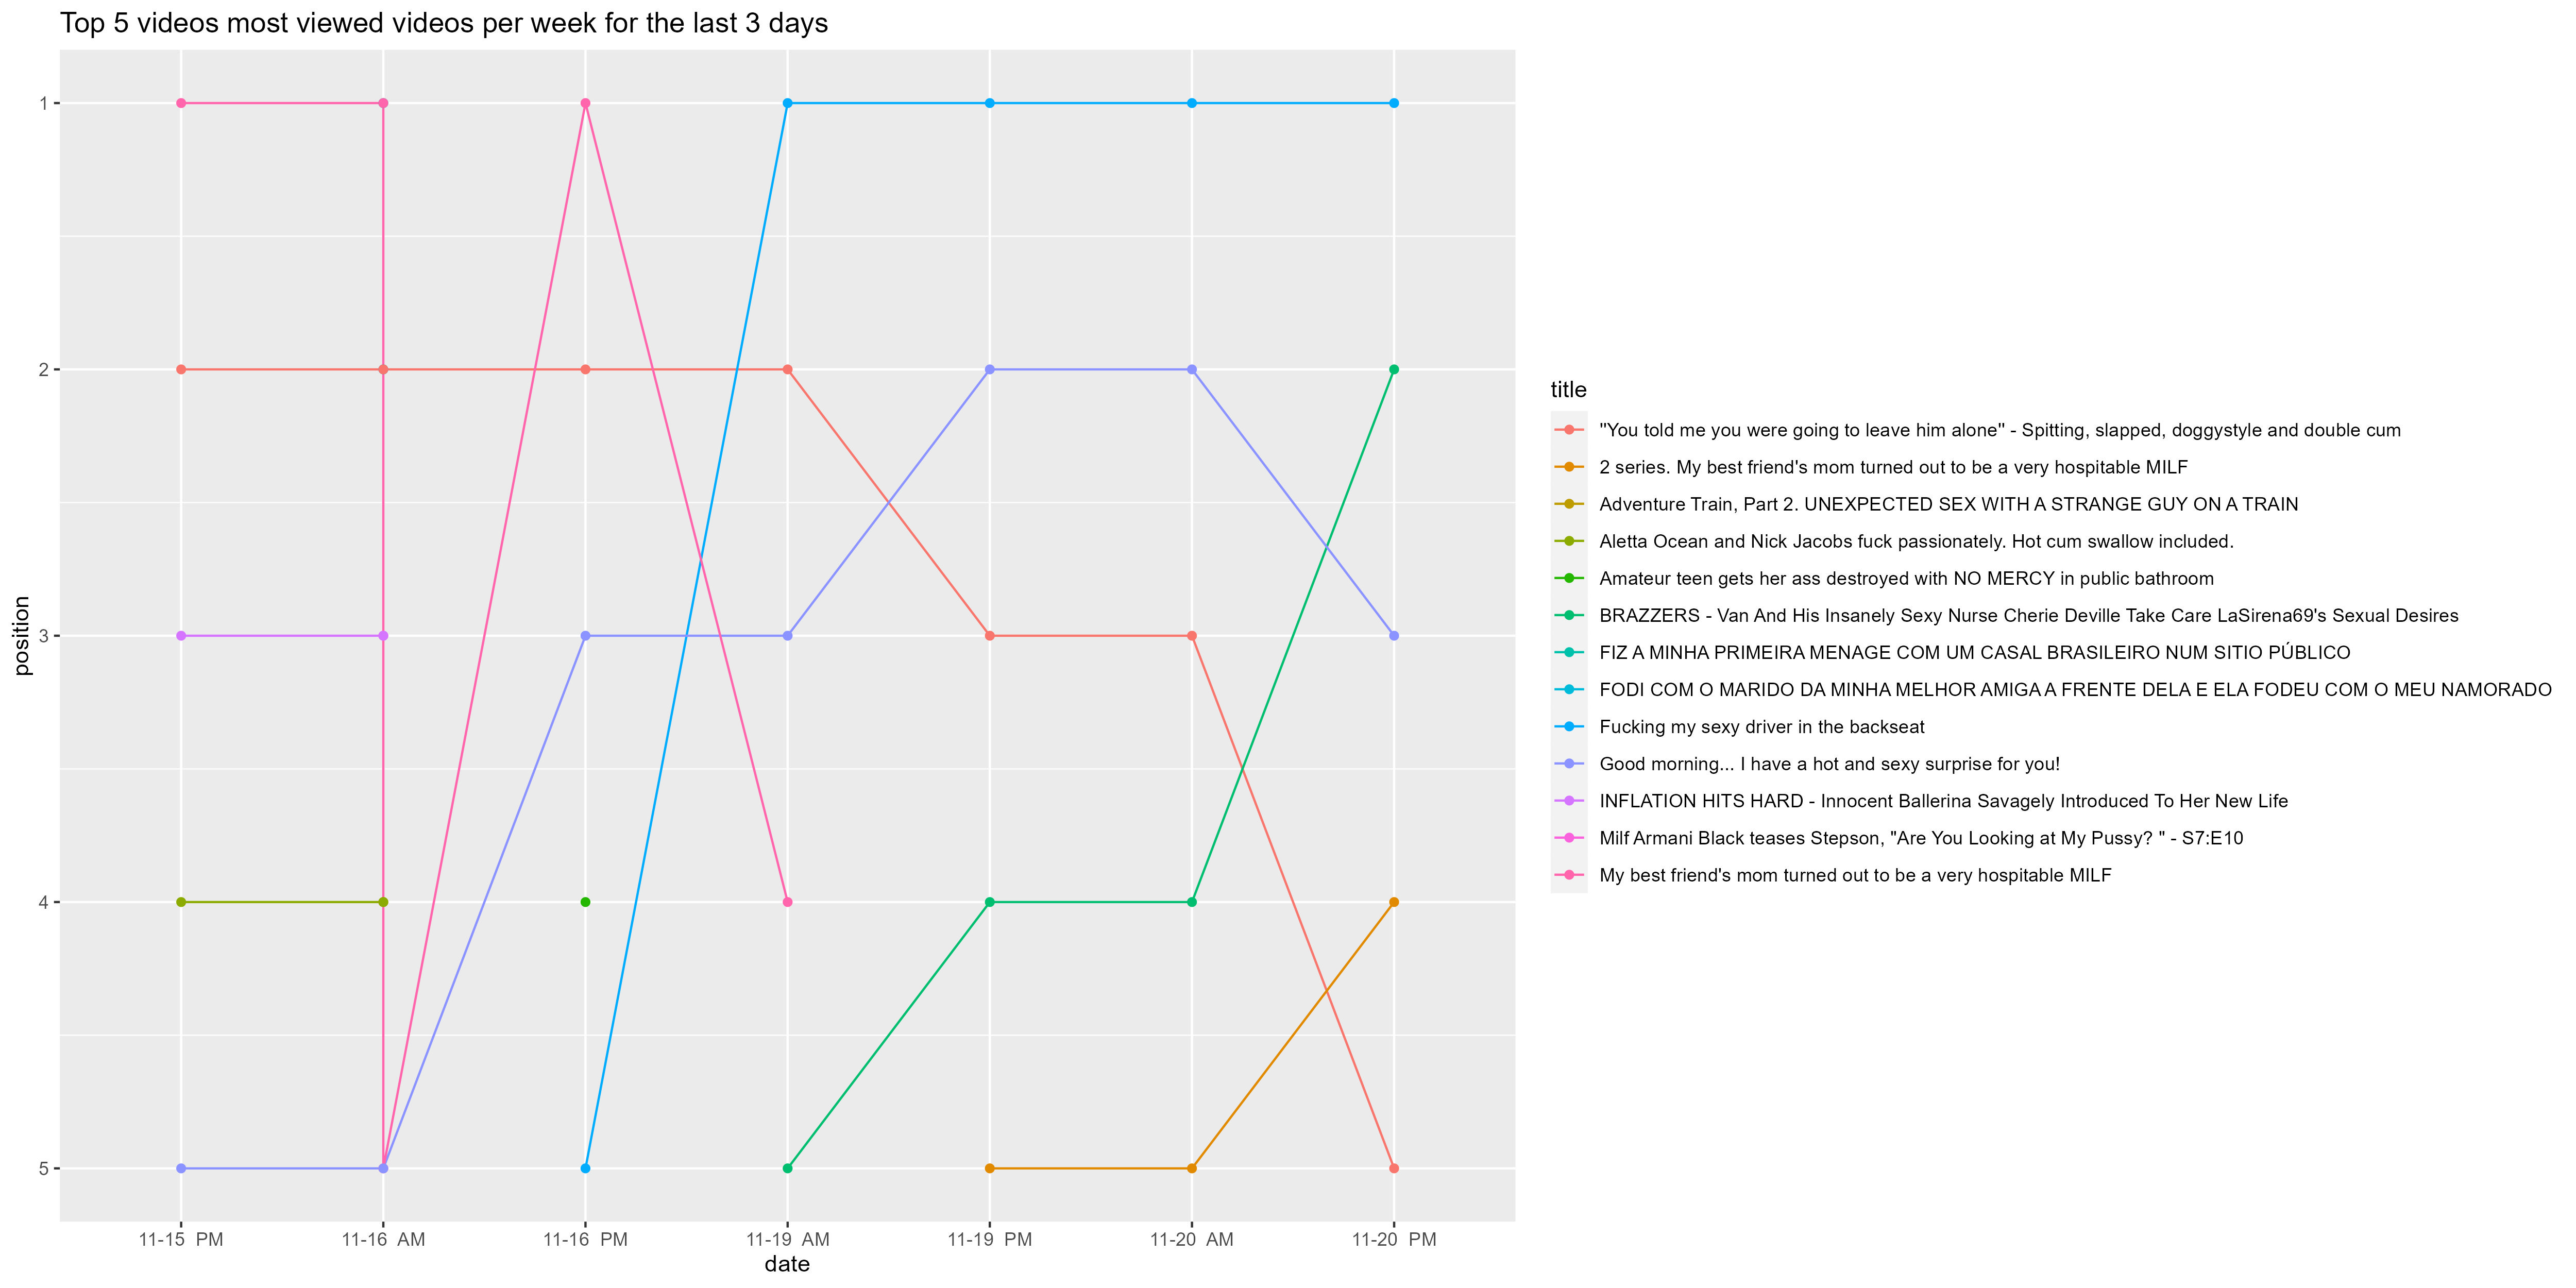 Top 5 videos most viewed videos per week for the last 3 days
position
1
2
3
4
5
11-15 PM
11-16 AM
11-16 PM
11-19 AM
11-19 PM
11-20 AM
11-20 PM
date
title
"You told me you were going to leave him alone" - Spitting, slapped, doggystyle and double cum
2 series. My best friend's mom turned out to be a very hospitable MILF
Adventure Train, Part 2. UNEXPECTED SEX WITH A STRANGE GUY ON A TRAIN
Aletta Ocean and Nick Jacobs fuck passionately. Hot cum swallow included.
Amateur teen gets her ass destroyed with NO MERCY in public bathroom
BRAZZERS - Van And His Insanely Sexy Nurse Cherie Deville Take Care LaSirena69's Sexual Desires
FIZ A MINHA PRIMEIRA MENAGE COM UM CASAL BRASILEIRO NUM SITIO PÚBLICO
FODI COM O MARIDO DA MINHA MELHOR AMIGA A FRENTE DELA E ELA FODEU COM O MEU NAMORADO
Fucking my sexy driver in the backseat
Good morning... I have a hot and sexy surprise for you!
INFLATION HITS HARD - Innocent Ballerina Savagely Introduced To Her New Life
Milf Armani Black teases Stepson, "Are You Looking at My Pussy? " - S7:E10
My best friend's mom turned out to be a very hospitable MILF